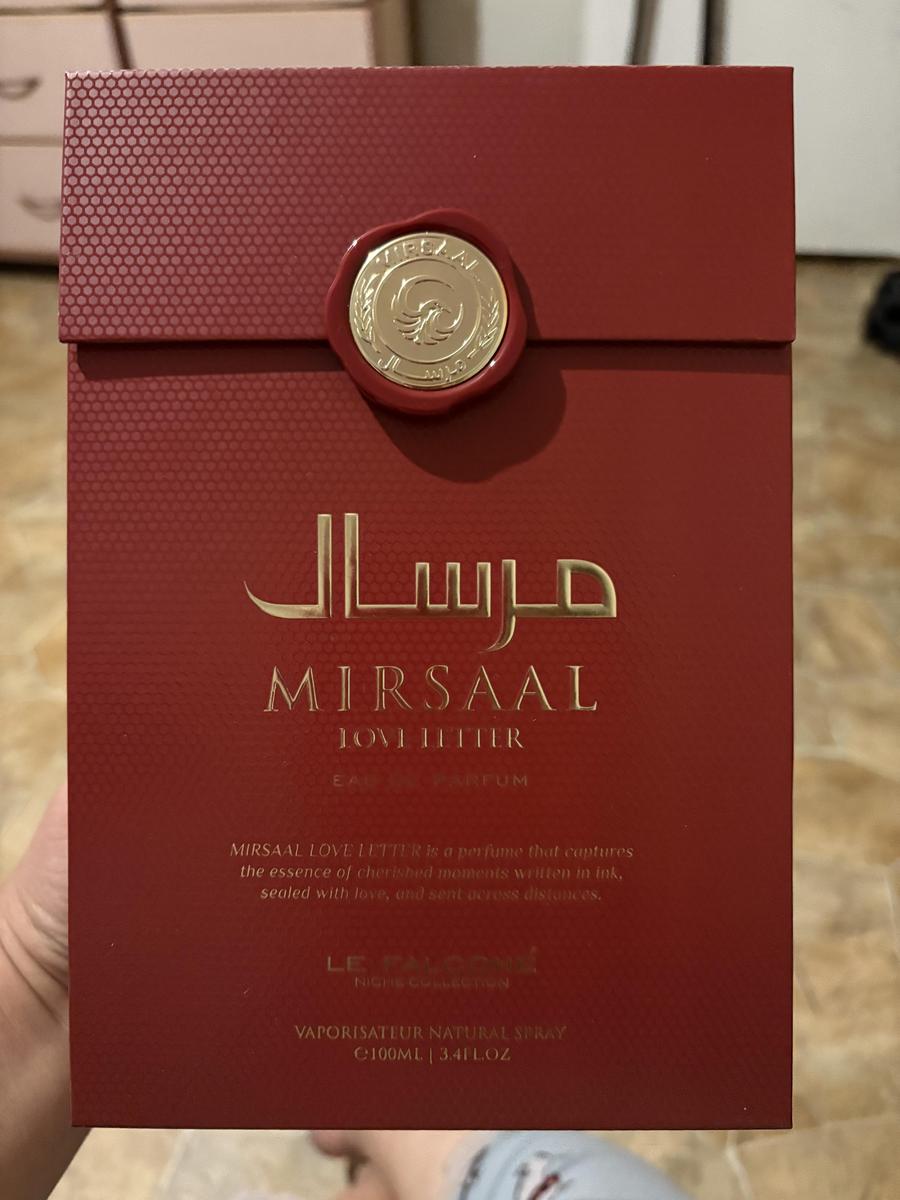 MIRSAAL
مرسال
مرسال
MIRSAAL
LOVE LETTER
EAU DE PARFUM
MIRSAAL LOVE LETTER is a perfume that captures
the essence of cherished moments written in ink,
sealed with love, and sent across distances.
LE FALCONÉ
NICHE COLLECTION
VAPORISATEUR NATURAL SPRAY
℮100ML | 3.4FL.OZ